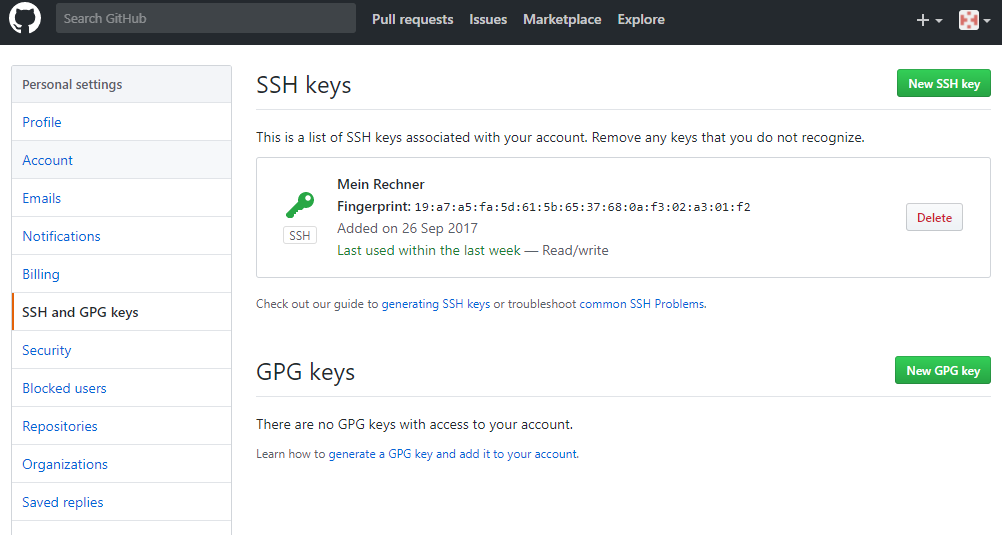 Search GitHub
Pull requests Issues Marketplace Explore
Personal settings
Profile
Account
Emails
Notifications
Billing
SSH and GPG keys
Security
Blocked users
Repositories
Organizations
Saved replies
SSH keys
New SSH key
This is a list of SSH keys associated with your account. Remove any keys that you do not recognize.
SSH
Mein Rechner
Fingerprint: 19:a7:a5:fa:5d:61:5b:65:37:68:0a:f3:02:a3:01:f2
Added on 26 Sep 2017
Last used within the last week — Read/write
Delete
Check out our guide to generating SSH keys or troubleshoot common SSH Problems.
GPG keys
New GPG key
There are no GPG keys with access to your account.
Learn how to generate a GPG key and add it to your account.